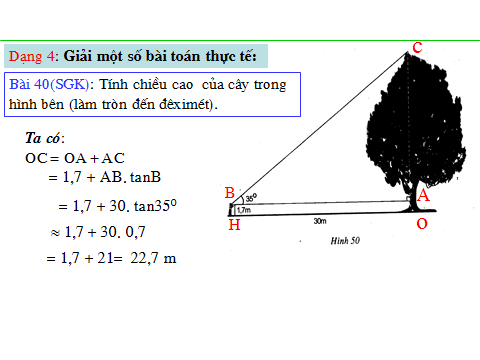 Dạng 4: Giải một số bài toán thực tế:
Bài 40(SGK): Tính chiều cao của cây trong
hình bên (làm tròn đến đêximét).
Ta có:
OC = OA + AC
= 1,7 + AB. tanB
= 1,7 + 30. tan35⁰
≈ 1,7 + 30. 0,7
= 1,7 + 21= 22,7 m
C
B
35⁰
A
1,7m
H
30m
O
Hình 50